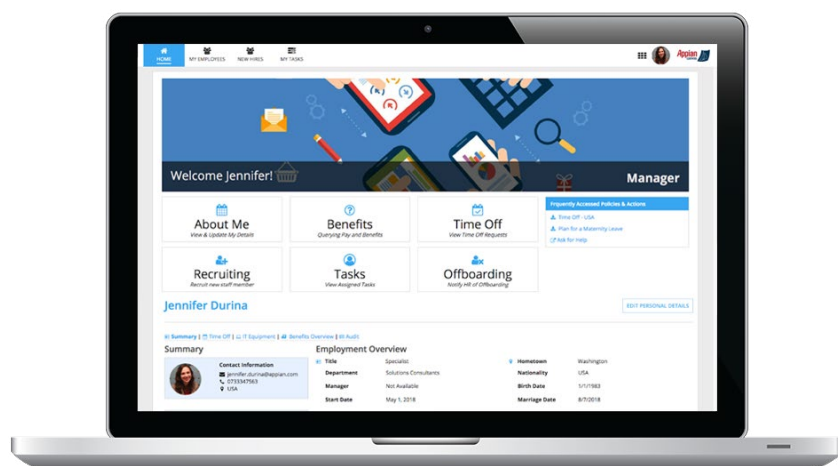 HOME MY EMPLOYEES NEW HIRES MY TASKS
Appian
Welcome Jennifer!
Manager
About Me
View & Update My Details
Benefits
Querying Pay and Benefits
Time Off
View Time Off Requests
Frequently Accessed Policies & Actions
Time Off - USA
Plan for a Maternity Leave
Ask for Help
Recruiting
Recruit new staff member
Tasks
View Assigned Tasks
Offboarding
Notify HR of Offboarding
Jennifer Durina
EDIT PERSONAL DETAILS
Summary | Time Off | IT Equipment | Benefits Overview | Audit
Summary
Contact Information
jennifer.durina@appian.com
0733347563
USA
Employment Overview
Title Specialist
Department Solutions Consultants
Manager Not Available
Start Date May 1, 2018
Hometown Washington
Nationality USA
Birth Date 1/1/1983
Marriage Date 8/7/2018